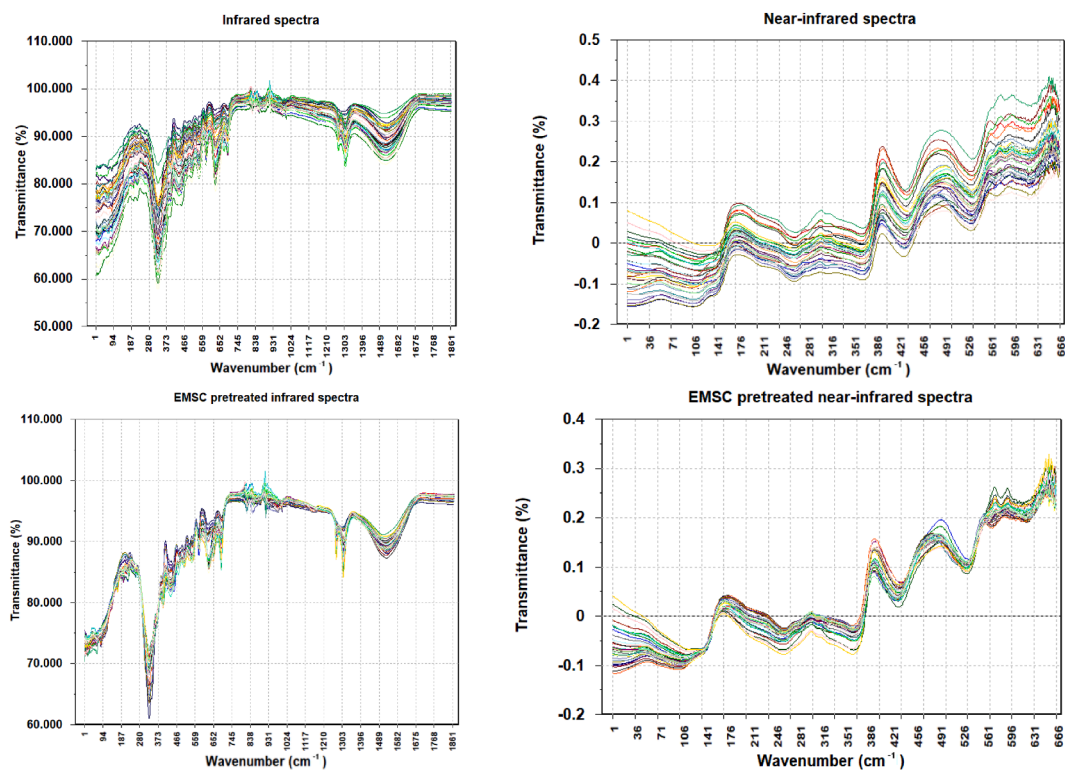 Infrared spectra
110.000
100.000
90.000
80.000
70.000
60.000
50.000
Transmittance (%)
1 94 187 280 373 466 559 652 745 838 931 1024 1117 1210 1303 1396 1489 1582 1675 1768 1861
Wavenumber (cm⁻¹)
Near-infrared spectra
0.5
0.4
0.3
0.2
0.1
0
-0.1
-0.2
Transmittance (%)
1 36 71 106 141 176 211 246 281 316 351 386 421 456 491 526 561 596 631 666
Wavenumber (cm⁻¹)
EMSC pretreated infrared spectra
110.000
100.000
90.000
80.000
70.000
60.000
Transmittance (%)
1 94 187 280 373 466 559 652 745 838 931 1024 1117 1210 1303 1396 1489 1582 1675 1768 1861
Wavenumber (cm⁻¹)
EMSC pretreated near-infrared spectra
0.4
0.3
0.2
0.1
0
-0.1
-0.2
Transmittance (%)
1 36 71 106 141 176 211 246 281 316 351 386 421 456 491 526 561 596 631 666
Wavenumber (cm⁻¹)